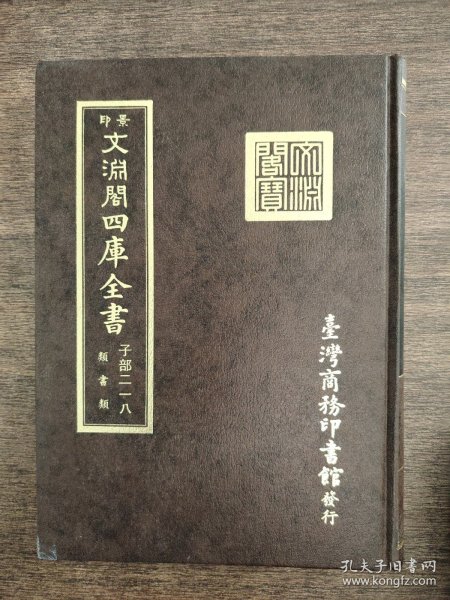 景印
文淵閣四庫全書
子部二一八
類書類
文淵閣寶
臺灣商務印書館發行
孔夫子旧书网
www.kongfz.com